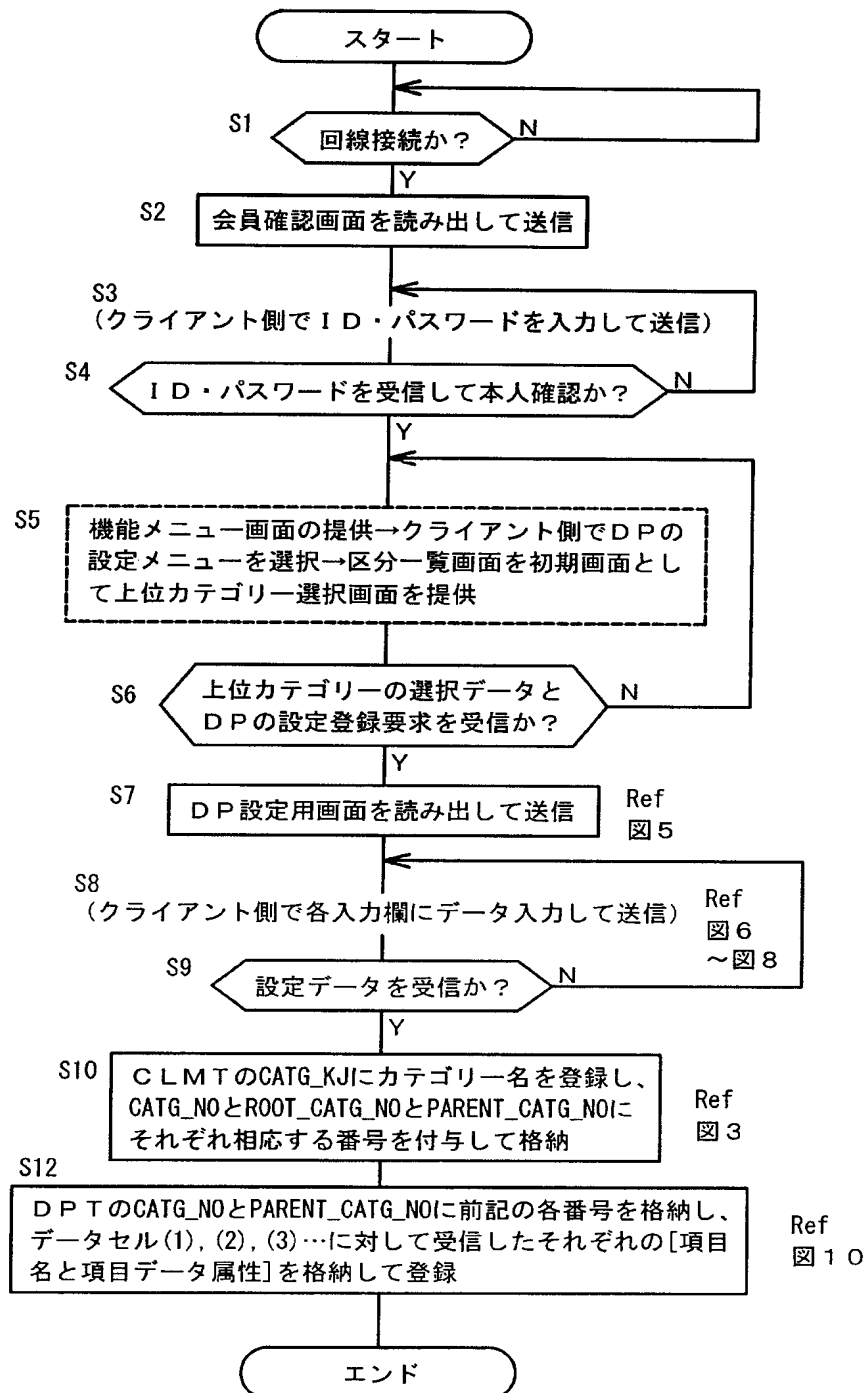 スタート
S1
回線接続か？
N
Y
S2
会員確認画面を読み出して送信
S3
（クライアント側でＩＤ・パスワードを入力して送信）
S4
ＩＤ・パスワードを受信して本人確認か？
N
Y
S5
機能メニュー画面の提供→クライアント側でＤＰの
設定メニューを選択→区分一覧画面を初期画面とし
て上位カテゴリー選択画面を提供
S6
上位カテゴリーの選択データと
ＤＰの設定登録要求を受信か？
N
Y
S7
ＤＰ設定用画面を読み出して送信
Ref
図５
S8
（クライアント側で各入力欄にデータ入力して送信）
Ref
図６
～図８
S9
設定データを受信か？
N
Y
S10
ＣＬＭＴのCATG_KJにカテゴリー名を登録し、
CATG_NOとROOT_CATG_NOとPARENT_CATG_NOに
それぞれ相応する番号を付与して格納
Ref
図３
S12
ＤＰＴのCATG_NOとPARENT_CATG_NOに前記の各番号を格納し、
データセル(1),(2),(3)…に対して受信したそれぞれの[項目
名と項目データ属性]を格納して登録
Ref
図１０
エンド